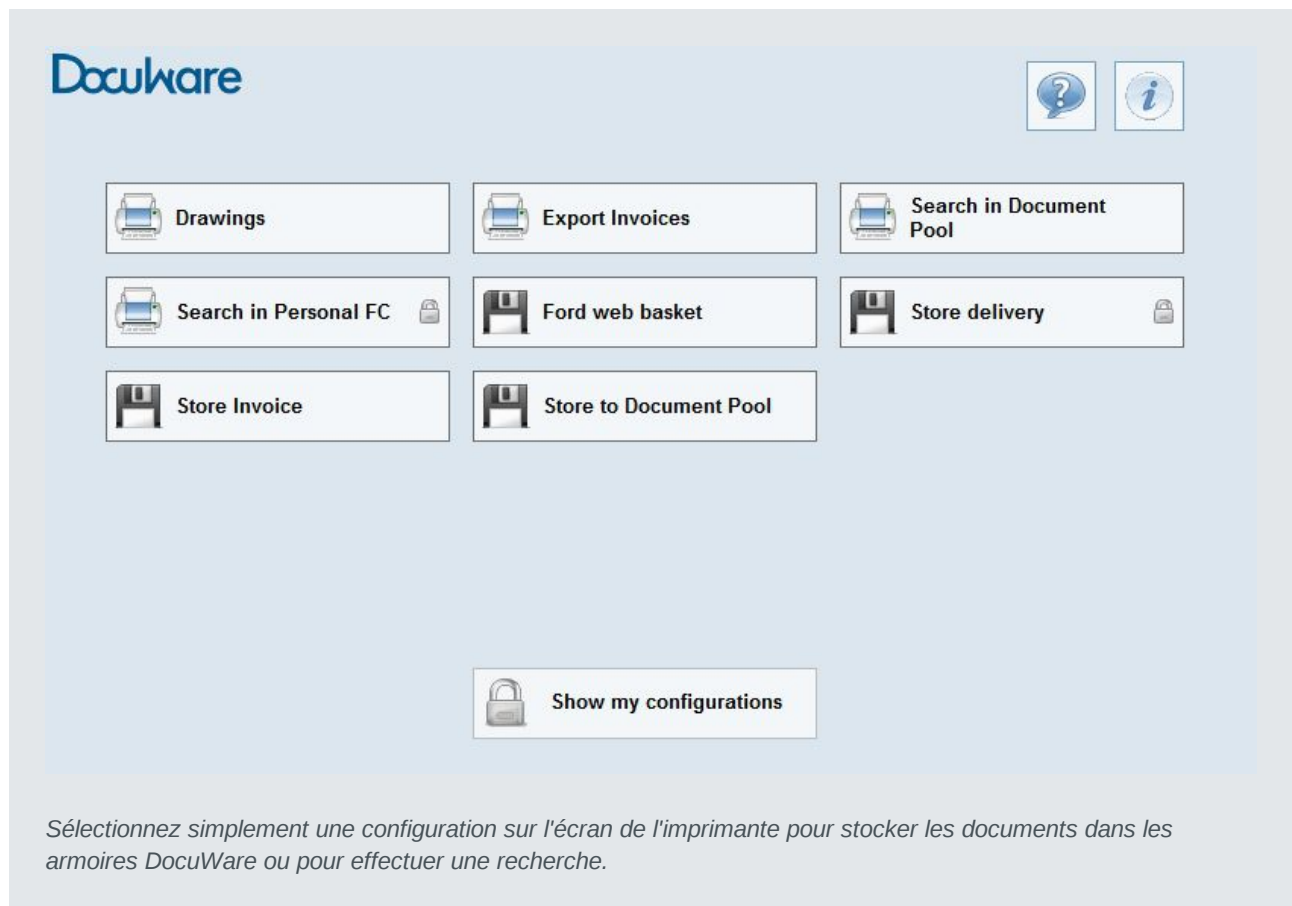 DocuWare
Drawings
Export Invoices
Search in Document
Pool
Search in Personal FC
Ford web basket
Store delivery
Store Invoice
Store to Document Pool
Show my configurations
Sélectionnez simplement une configuration sur l'écran de l'imprimante pour stocker les documents dans les
armoires DocuWare ou pour effectuer une recherche.